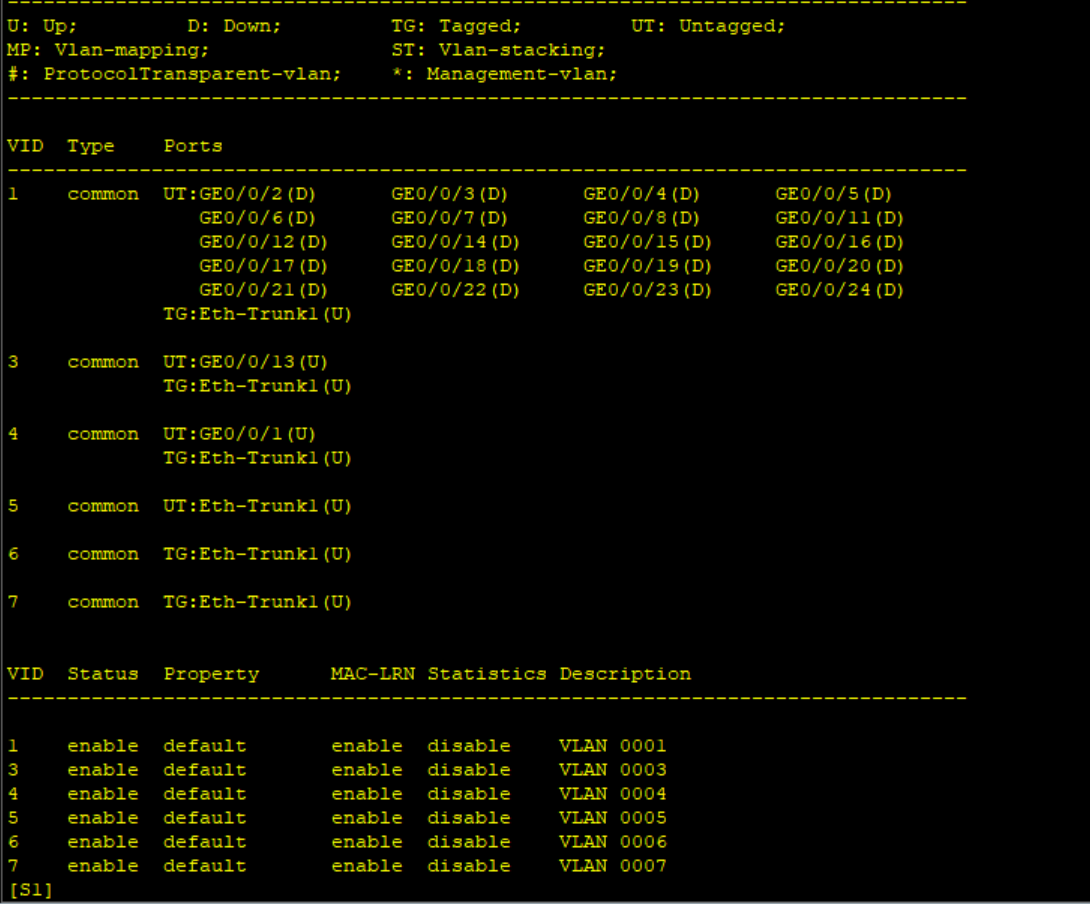 --------------------------------------------------------------------------------
U: Up;         D: Down;         TG: Tagged;         UT: Untagged;
MP: Vlan-mapping;               ST: Vlan-stacking;
#: ProtocolTransparent-vlan;    *: Management-vlan;
--------------------------------------------------------------------------------
VID  Type    Ports
--------------------------------------------------------------------------------
1    common  UT:GE0/0/2(D)      GE0/0/3(D)      GE0/0/4(D)      GE0/0/5(D)
                GE0/0/6(D)      GE0/0/7(D)      GE0/0/8(D)      GE0/0/11(D)
                GE0/0/12(D)     GE0/0/14(D)     GE0/0/15(D)     GE0/0/16(D)
                GE0/0/17(D)     GE0/0/18(D)     GE0/0/19(D)     GE0/0/20(D)
                GE0/0/21(D)     GE0/0/22(D)     GE0/0/23(D)     GE0/0/24(D)
             TG:Eth-Trunk1(U)
3    common  UT:GE0/0/13(U)
             TG:Eth-Trunk1(U)
4    common  UT:GE0/0/1(U)
             TG:Eth-Trunk1(U)
5    common  UT:Eth-Trunk1(U)
6    common  TG:Eth-Trunk1(U)
7    common  TG:Eth-Trunk1(U)
VID  Status  Property      MAC-LRN Statistics Description
--------------------------------------------------------------------------------
1    enable  default       enable  disable    VLAN 0001
3    enable  default       enable  disable    VLAN 0003
4    enable  default       enable  disable    VLAN 0004
5    enable  default       enable  disable    VLAN 0005
6    enable  default       enable  disable    VLAN 0006
7    enable  default       enable  disable    VLAN 0007
[S1]